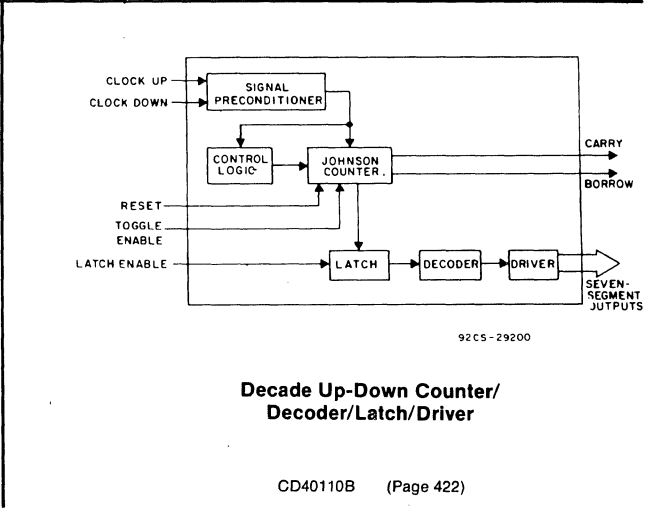 CLOCK UP
CLOCK DOWN
SIGNAL
PRECONDITIONER
CONTROL
LOGIC
JOHNSON
COUNTER.
CARRY
BORROW
RESET
TOGGLE
ENABLE
LATCH ENABLE
LATCH
DECODER
DRIVER
SEVEN-
SEGMENT
JUTPUTS
92CS-29200
Decade Up-Down Counter/
Decoder/Latch/Driver
CD40110B (Page 422)